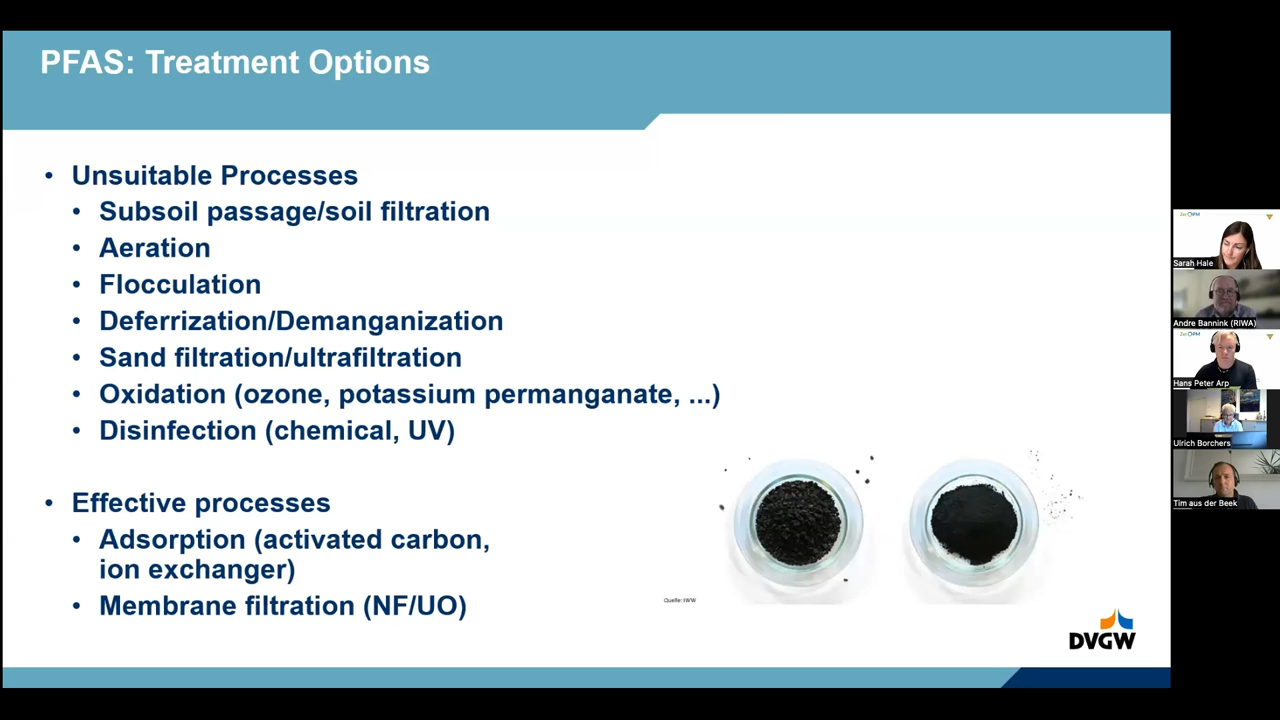 PFAS: Treatment Options
• Unsuitable Processes
• Subsoil passage/soil filtration
• Aeration
• Flocculation
• Deferrization/Demanganization
• Sand filtration/ultrafiltration
• Oxidation (ozone, potassium permanganate, ...)
• Disinfection (chemical, UV)
• Effective processes
• Adsorption (activated carbon,
ion exchanger)
• Membrane filtration (NF/UO)
Quelle: IWW
DVGW
Sarah Hale
Andre Bannink (RIWA)
Hans Peter Arp
Ulrich Borchers
Tim aus der Beek